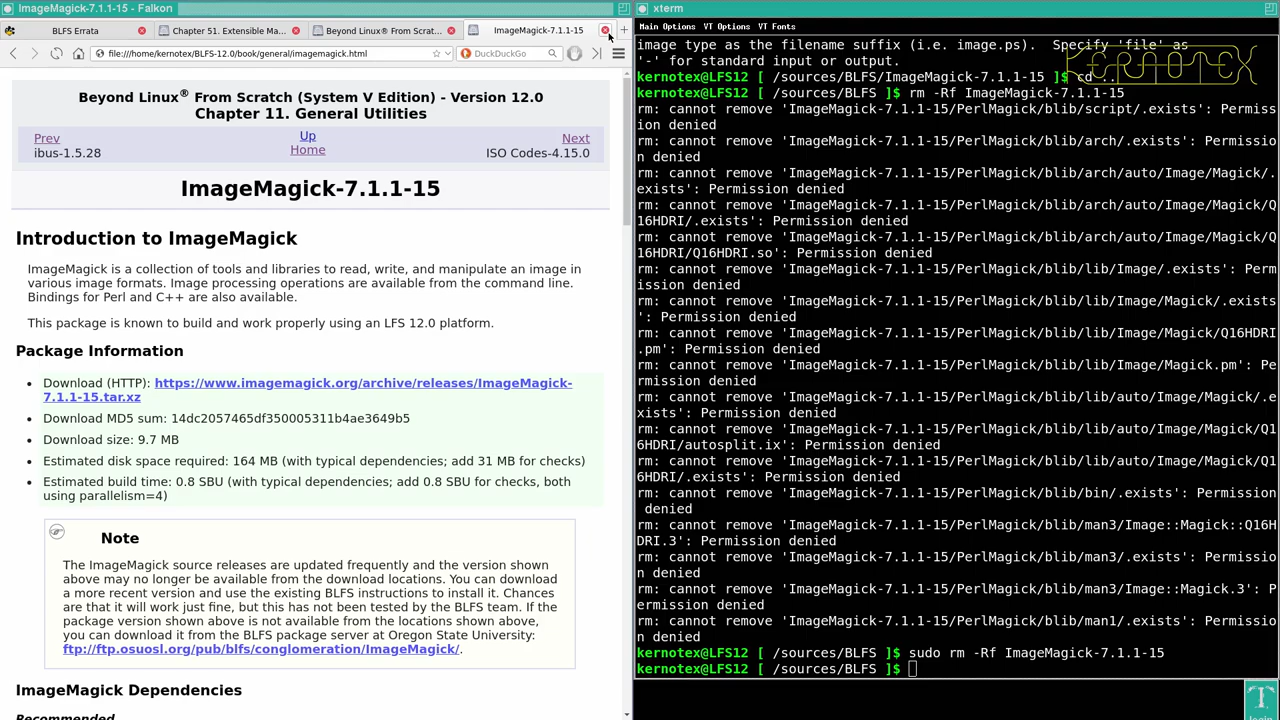 ImageMagick-7.1.1-15 - Falkon
BLFS Errata
Chapter 51. Extensible Ma...
Beyond Linux® From Scrat...
ImageMagick-7.1.1-15
file:///home/kernotex/BLFS-12.0/book/general/imagemagick.html
DuckDuckGo
Beyond Linux® From Scratch (System V Edition) - Version 12.0
Chapter 11. General Utilities
Prev
Up
Next
ibus-1.5.28
Home
ISO Codes-4.15.0
ImageMagick-7.1.1-15
Introduction to ImageMagick
ImageMagick is a collection of tools and libraries to read, write, and manipulate an image in
various image formats. Image processing operations are available from the command line.
Bindings for Perl and C++ are also available.
This package is known to build and work properly using an LFS 12.0 platform.
Package Information
Download (HTTP): https://www.imagemagick.org/archive/releases/ImageMagick-
7.1.1-15.tar.xz
Download MD5 sum: 14dc2057465df350005311b4ae3649b5
Download size: 9.7 MB
Estimated disk space required: 164 MB (with typical dependencies; add 31 MB for checks)
Estimated build time: 0.8 SBU (with typical dependencies; add 0.8 SBU for checks, both
using parallelism=4)
Note
The ImageMagick source releases are updated frequently and the version shown
above may no longer be available from the download locations. You can download
a more recent version and use the existing BLFS instructions to install it. Chances
are that it will work just fine, but this has not been tested by the BLFS team. If the
package version shown above is not available from the locations shown above,
you can download it from the BLFS package server at Oregon State University:
ftp://ftp.osuosl.org/pub/blfs/conglomeration/ImageMagick/.
ImageMagick Dependencies
Recommended
xterm
Main Options VT Options VT Fonts
image type as the filename suffix (i.e. image.ps).  Specify 'file' as
'-' for standard input or output.
KERNOTEX
kernotex@LFS12 [ /sources/BLFS/ImageMagick-7.1.1-15 ]$ cd ..
kernotex@LFS12 [ /sources/BLFS ]$ rm -Rf ImageMagick-7.1.1-15
rm: cannot remove 'ImageMagick-7.1.1-15/PerlMagick/blib/script/.exists': Permiss
ion denied
rm: cannot remove 'ImageMagick-7.1.1-15/PerlMagick/blib/arch/.exists': Permissio
n denied
rm: cannot remove 'ImageMagick-7.1.1-15/PerlMagick/blib/arch/auto/Image/Magick/.
exists': Permission denied
rm: cannot remove 'ImageMagick-7.1.1-15/PerlMagick/blib/arch/auto/Image/Magick/Q
16HDRI/.exists': Permission denied
rm: cannot remove 'ImageMagick-7.1.1-15/PerlMagick/blib/arch/auto/Image/Magick/Q
16HDRI/Q16HDRI.so': Permission denied
rm: cannot remove 'ImageMagick-7.1.1-15/PerlMagick/blib/lib/Image/.exists': Perm
ission denied
rm: cannot remove 'ImageMagick-7.1.1-15/PerlMagick/blib/lib/Image/Magick/.exists
': Permission denied
rm: cannot remove 'ImageMagick-7.1.1-15/PerlMagick/blib/lib/Image/Magick/Q16HDRI
.pm': Permission denied
rm: cannot remove 'ImageMagick-7.1.1-15/PerlMagick/blib/lib/Image/Magick.pm': Pe
rmission denied
rm: cannot remove 'ImageMagick-7.1.1-15/PerlMagick/blib/lib/auto/Image/Magick/.e
xists': Permission denied
rm: cannot remove 'ImageMagick-7.1.1-15/PerlMagick/blib/lib/auto/Image/Magick/Q1
6HDRI/autosplit.ix': Permission denied
rm: cannot remove 'ImageMagick-7.1.1-15/PerlMagick/blib/lib/auto/Image/Magick/Q1
6HDRI/.exists': Permission denied
rm: cannot remove 'ImageMagick-7.1.1-15/PerlMagick/blib/bin/.exists': Permission
 denied
rm: cannot remove 'ImageMagick-7.1.1-15/PerlMagick/blib/man3/Image::Magick::Q16H
DRI.3': Permission denied
rm: cannot remove 'ImageMagick-7.1.1-15/PerlMagick/blib/man3/.exists': Permissio
n denied
rm: cannot remove 'ImageMagick-7.1.1-15/PerlMagick/blib/man3/Image::Magick.3': P
ermission denied
rm: cannot remove 'ImageMagick-7.1.1-15/PerlMagick/blib/man1/.exists': Permissio
n denied
kernotex@LFS12 [ /sources/BLFS ]$ sudo rm -Rf ImageMagick-7.1.1-15
kernotex@LFS12 [ /sources/BLFS ]$
login